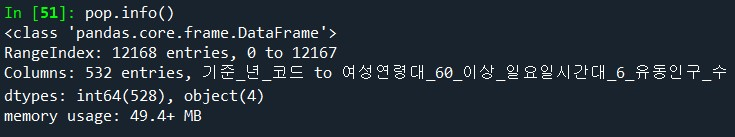 In [51]: pop.info()
<class 'pandas.core.frame.DataFrame'>
RangeIndex: 12168 entries, 0 to 12167
Columns: 532 entries, 기준_년_코드 to 여성연령대_60_이상_일요일시간대_6_유동인구_수
dtypes: int64(528), object(4)
memory usage: 49.4+ MB